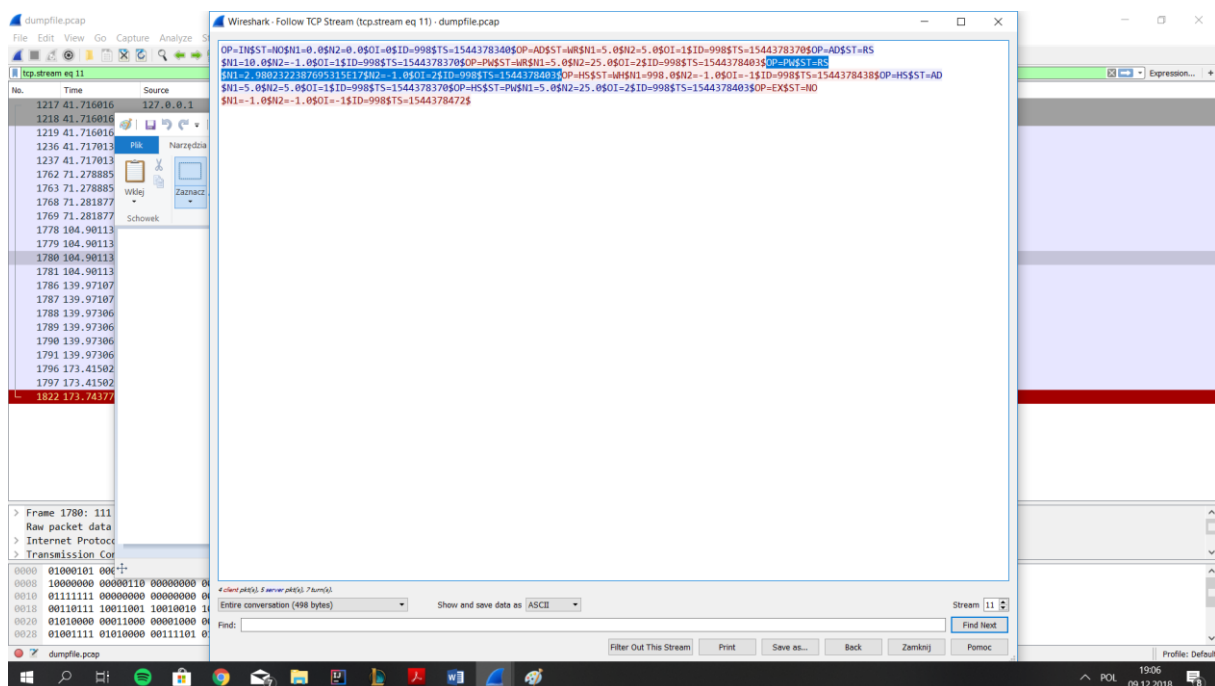 dumpfile.pcap
File Edit View Go Capture Analyze
tcp.stream eq 11
Expression... +
No. Time Source
1217 41.716016 127.0.0.1
1218 41.716016
1219 41.716016
1236 41.717013
1237 41.717013
1762 71.278885
1763 71.278885
1768 71.281877
1769 71.281877
1778 104.90113
1779 104.90113
1780 104.90113
1781 104.90113
1786 139.97107
1787 139.97107
1788 139.97306
1789 139.97306
1790 139.97306
1791 139.97306
1796 173.41502
1797 173.41502
1822 173.74377
Plik Narzędzia
Wklej
Zaznacz
Schowek
Wireshark · Follow TCP Stream (tcp.stream eq 11) · dumpfile.pcap
OP=IN$ST=NO$N1=0.0$N2=0.0$OI=0$ID=998$TS=1544378340$OP=AD$ST=WR$N1=5.0$N2=5.0$OI=1$ID=998$TS=1544378370$OP=AD$ST=RS
$N1=10.0$N2=-1.0$OI=1$ID=998$TS=1544378370$OP=PW$ST=WR$N1=5.0$N2=25.0$OI=2$ID=998$TS=1544378403$OP=PW$ST=RS
$N1=2.9802322387695315E17$N2=-1.0$OI=2$ID=998$TS=1544378403$OP=HS$ST=WH$N1=998.0$N2=-1.0$OI=-1$ID=998$TS=1544378438$OP=HS$ST=AD
$N1=5.0$N2=5.0$OI=1$ID=998$TS=1544378370$OP=HS$ST=PW$N1=5.0$N2=25.0$OI=2$ID=998$TS=1544378403$OP=EX$ST=NO
$N1=-1.0$N2=-1.0$OI=-1$ID=998$TS=1544378472$
> Frame 1780: 111
Raw packet data
> Internet Protoco
> Transmission Con
0000 01000101 000
0008 10000000 00000110 00000000 0
0010 01111111 00000000 00000000 0
0018 00110111 10011001 10010010 1
0020 01010000 00011000 00001000 0
0028 01001111 01010000 00111101 0
4 client pkt(s), 5 server pkt(s), 7 turn(s).
Entire conversation (498 bytes) Show and save data as ASCII Stream 11
Find: Find Next
Filter Out This Stream Print Save as... Back Zamknij Pomoc
dumpfile.pcap
Profile: Default
POL 19:06
09.12.2018